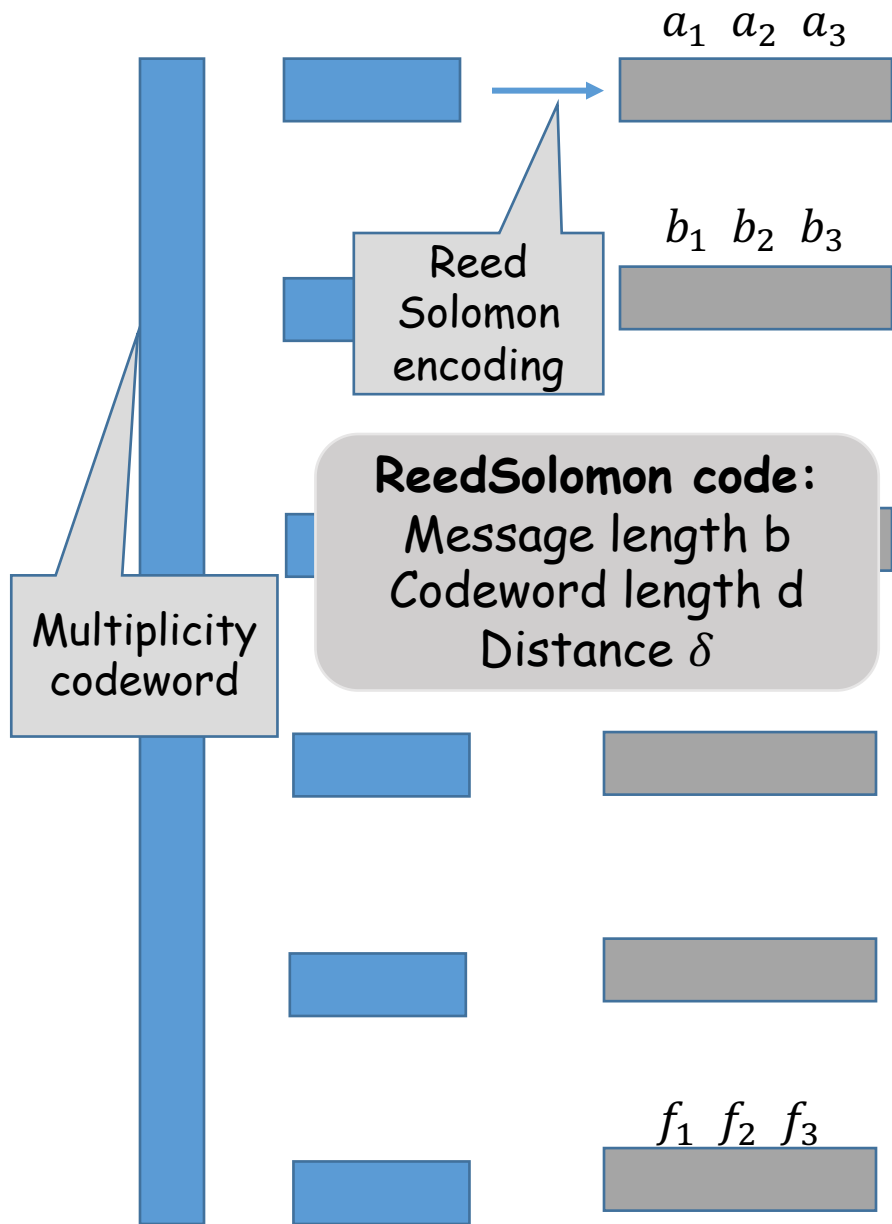 𝑎₁ 𝑎₂ 𝑎₃
𝑏₁ 𝑏₂ 𝑏₃
Reed
Solomon
encoding
ReedSolomon code:
Message length b
Codeword length d
Distance 𝛿
Multiplicity
codeword
𝑓₁ 𝑓₂ 𝑓₃